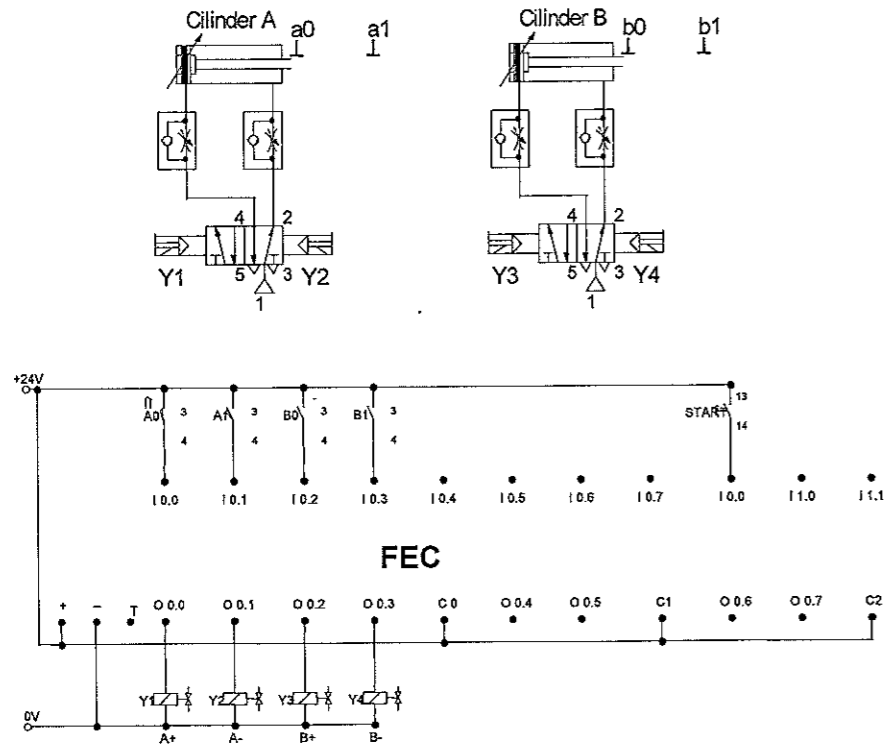 Cilinder A a0 a1
Cilinder B b0 b1
4 2
4 2
Y1 5 3 Y2
Y3 5 3 Y4
1
1
+24V
A0 3 A1 3 B0 3 B1 3 START 13
4 4 4 4 14
I 0.0 I 0.1 I 0.2 I 0.3 I 0.4 I 0.5 I 0.6 I 0.7 I 0.0 I 1.0 I 1.1
FEC
+ − T O 0.0 O 0.1 O 0.2 O 0.3 C 0 O 0.4 O 0.5 C1 O 0.6 O 0.7 C2
Y1 Y2 Y3 Y4
0V
A+ A- B+ B-